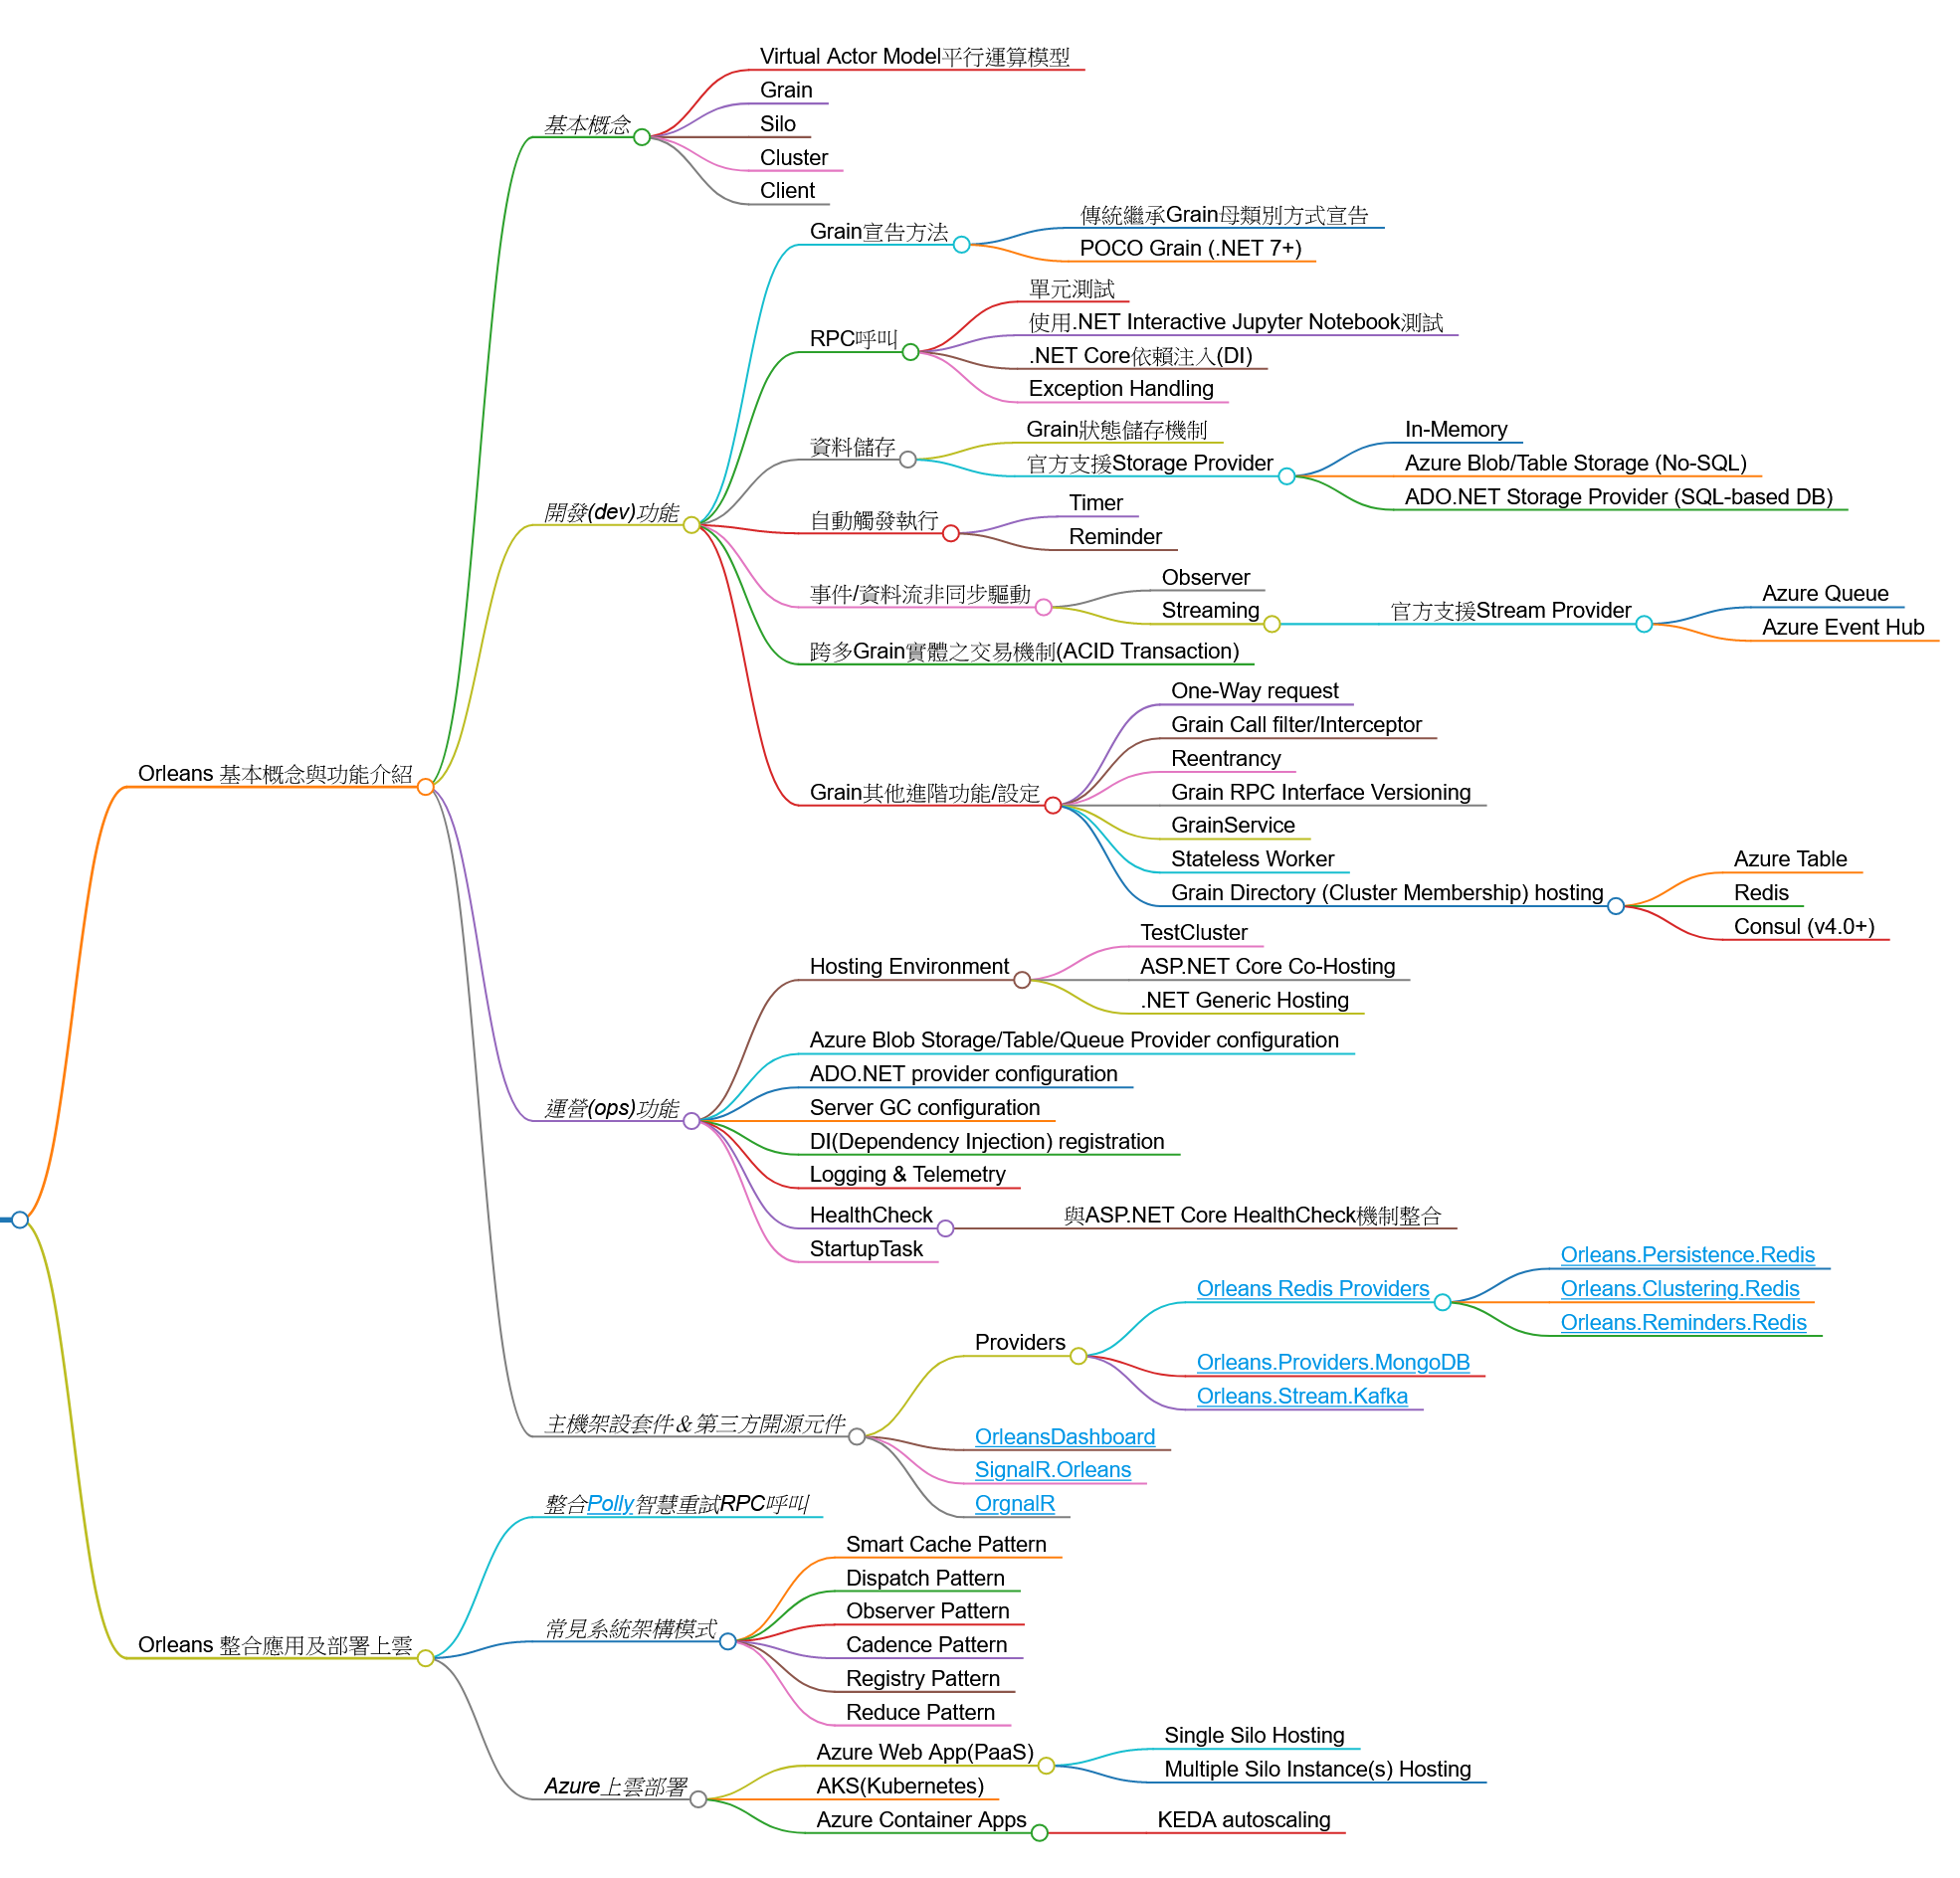 Virtual Actor Model平行運算模型
Grain
基本概念
Silo
Cluster
Client
傳統繼承Grain母類別方式宣告
Grain宣告方法
POCO Grain (.NET 7+)
單元測試
使用.NET Interactive Jupyter Notebook測試
RPC呼叫
.NET Core依賴注入(DI)
Exception Handling
Grain狀態儲存機制
In-Memory
資料儲存
官方支援Storage Provider
Azure Blob/Table Storage (No-SQL)
ADO.NET Storage Provider (SQL-based DB)
開發(dev)功能
Timer
自動觸發執行
Reminder
Observer
事件/資料流非同步驅動
Streaming
官方支援Stream Provider
Azure Queue
Azure Event Hub
跨多Grain實體之交易機制(ACID Transaction)
One-Way request
Grain Call filter/Interceptor
Reentrancy
Orleans 基本概念與功能介紹
Grain其他進階功能/設定
Grain RPC Interface Versioning
GrainService
Stateless Worker
Azure Table
Grain Directory (Cluster Membership) hosting
Redis
Consul (v4.0+)
TestCluster
Hosting Environment
ASP.NET Core Co-Hosting
.NET Generic Hosting
Azure Blob Storage/Table/Queue Provider configuration
ADO.NET provider configuration
運營(ops)功能
Server GC configuration
DI(Dependency Injection) registration
Logging & Telemetry
HealthCheck
與ASP.NET Core HealthCheck機制整合
StartupTask
Orleans.Persistence.Redis
Orleans Redis Providers
Orleans.Clustering.Redis
Orleans.Reminders.Redis
Providers
Orleans.Providers.MongoDB
Orleans.Stream.Kafka
主機架設套件＆第三方開源元件
OrleansDashboard
SignalR.Orleans
OrgnalR
整合Polly智慧重試RPC呼叫
Smart Cache Pattern
Dispatch Pattern
Observer Pattern
常見系統架構模式
Orleans 整合應用及部署上雲
Cadence Pattern
Registry Pattern
Reduce Pattern
Single Silo Hosting
Azure Web App(PaaS)
Multiple Silo Instance(s) Hosting
Azure上雲部署
AKS(Kubernetes)
Azure Container Apps
KEDA autoscaling